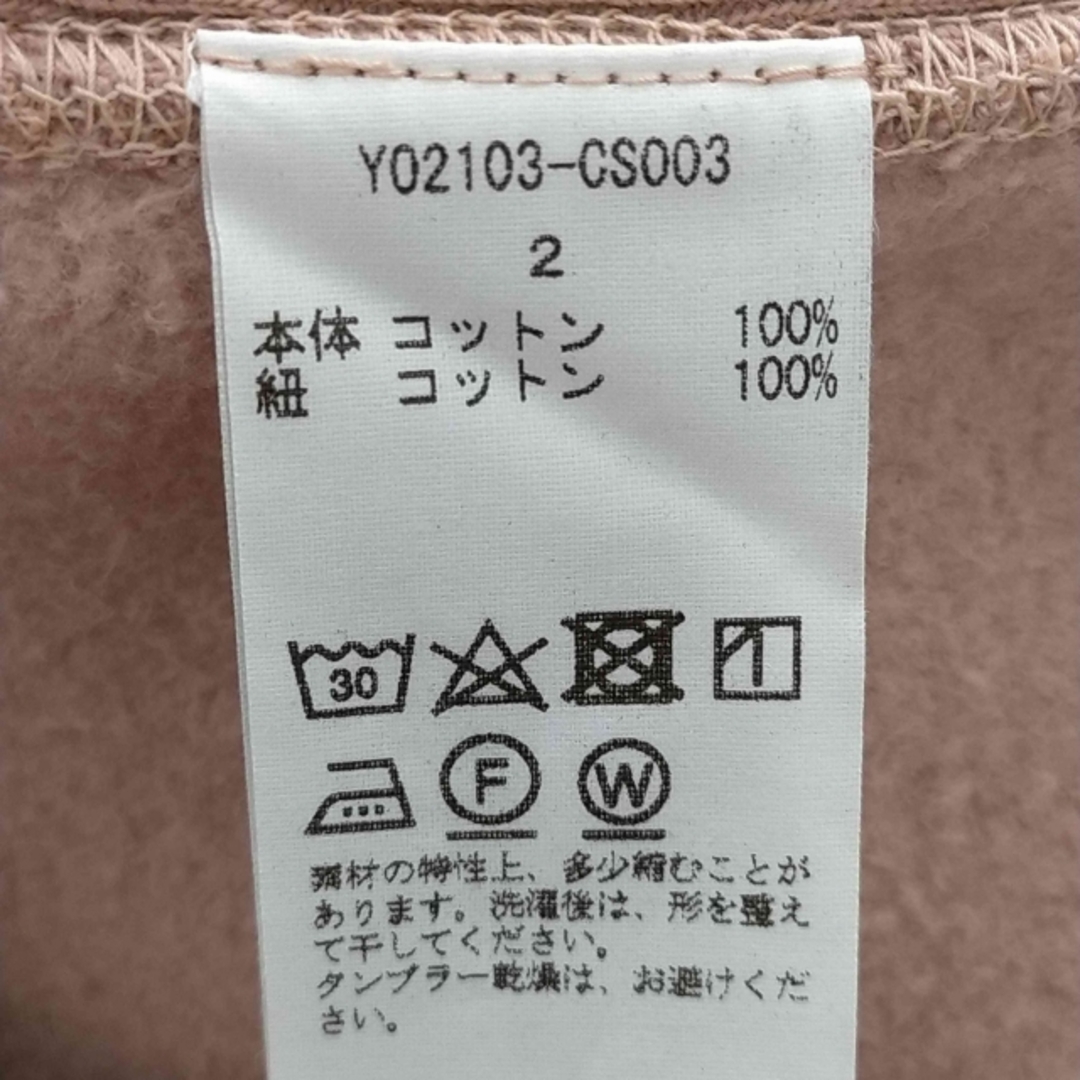 Y02103-CS003
2
本体 コットン 100%
紐 コットン 100%
30
F W
素材の特性上、多少縮むことが
あります。洗濯後は、形を整え
て干してください。
タンブラー乾燥は、お避けくだ
さい。